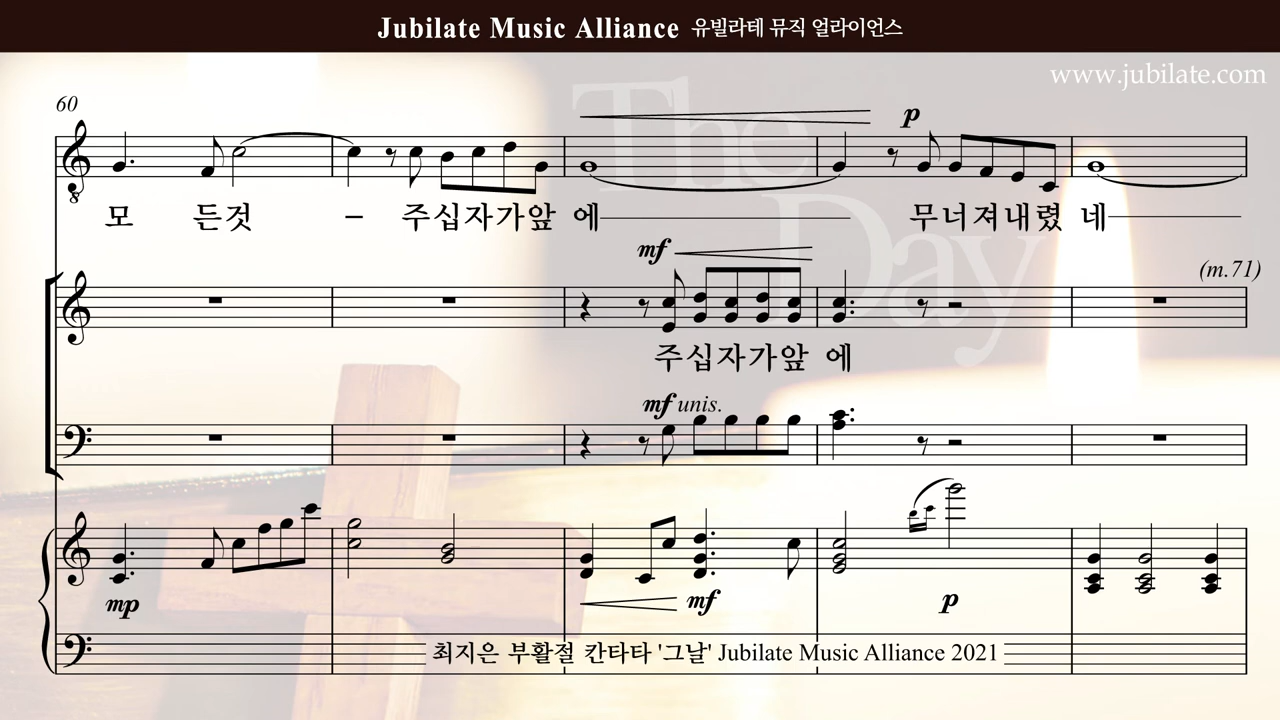 Jubilate Music Alliance 유빌라테 뮤직 얼라이언스
www.jubilate.com
The
Day
60
p
모 든것 – 주십자가앞 에 무너져내렸 네
mf
(m.71)
주십자가앞 에
mf unis.
mp mf p
최지은 부활절 칸타타 '그날' Jubilate Music Alliance 2021